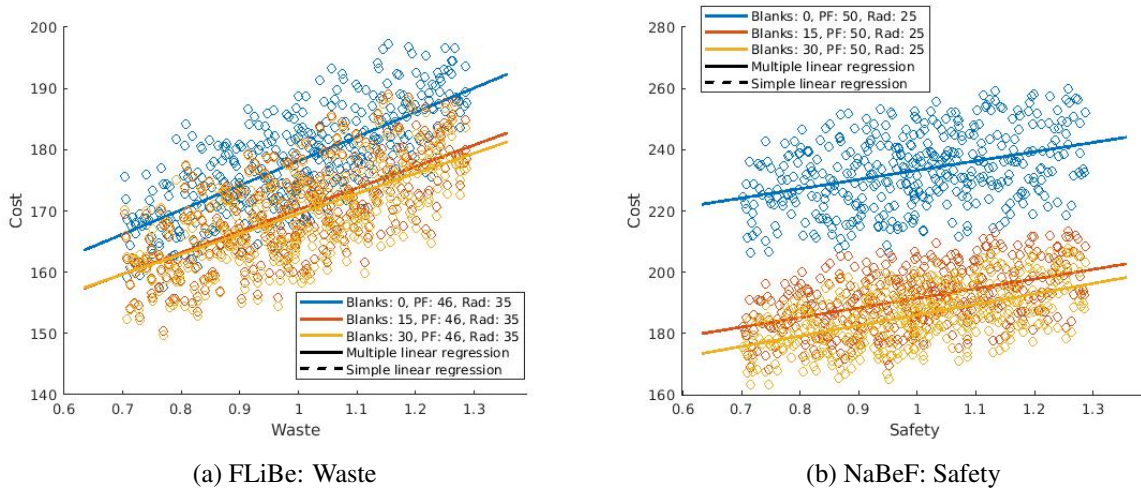 200
190
180
170
160
150
140
Cost
Blanks: 0, PF: 46, Rad: 35
Blanks: 15, PF: 46, Rad: 35
Blanks: 30, PF: 46, Rad: 35
Multiple linear regression
Simple linear regression
0.6 0.7 0.8 0.9 1 1.1 1.2 1.3
Waste
(a) FLiBe: Waste
Blanks: 0, PF: 50, Rad: 25
Blanks: 15, PF: 50, Rad: 25
Blanks: 30, PF: 50, Rad: 25
Multiple linear regression
Simple linear regression
280
260
240
220
200
180
160
Cost
0.6 0.7 0.8 0.9 1 1.1 1.2 1.3
Safety
(b) NaBeF: Safety